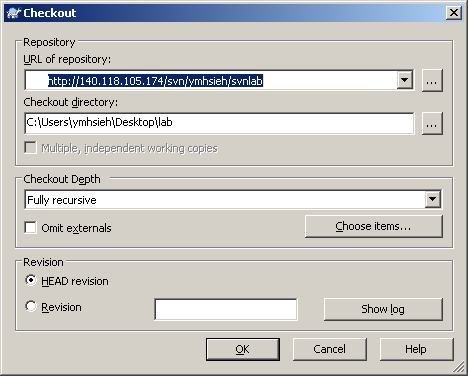 Checkout
Repository
URL of repository:
http://140.118.105.174/svn/ymhsieh/svnlab
...
Checkout directory:
C:\Users\ymhsieh\Desktop\lab
...
Multiple, independent working copies
Checkout Depth
Fully recursive
Omit externals
Choose items...
Revision
HEAD revision
Revision
Show log
OK
Cancel
Help